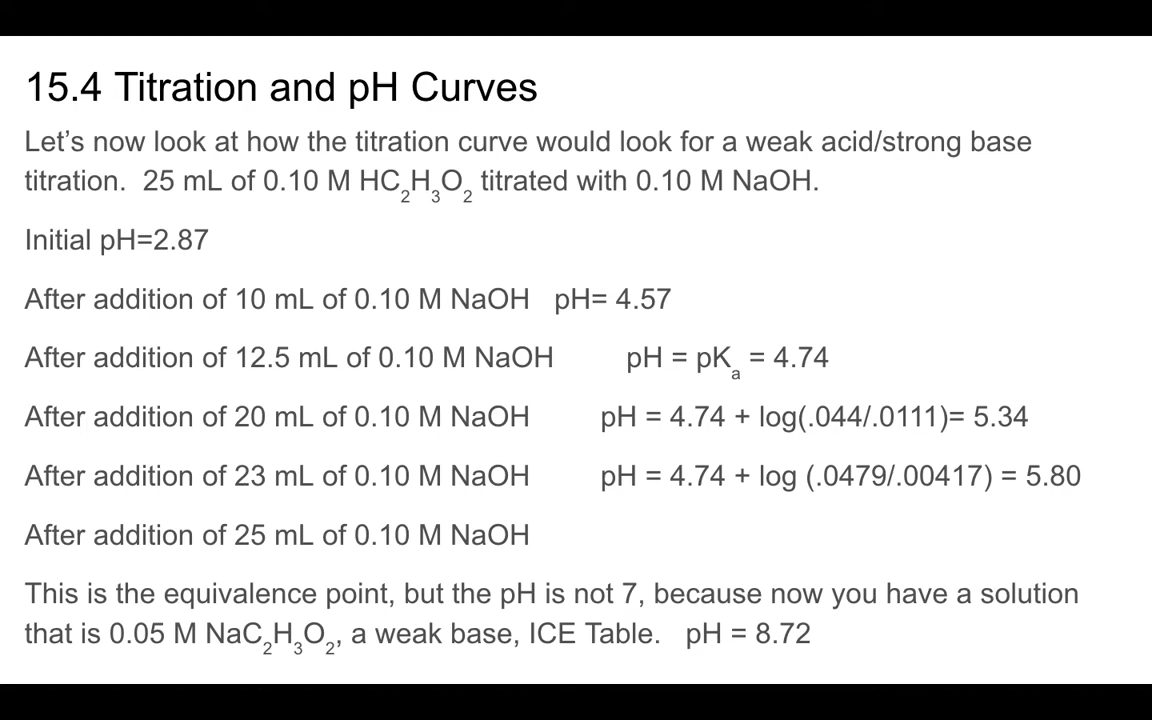 15.4 Titration and pH Curves
Let's now look at how the titration curve would look for a weak acid/strong base
titration.  25 mL of 0.10 M HC₂H₃O₂ titrated with 0.10 M NaOH.
Initial pH=2.87
After addition of 10 mL of 0.10 M NaOH   pH= 4.57
After addition of 12.5 mL of 0.10 M NaOH   pH = pKₐ = 4.74
After addition of 20 mL of 0.10 M NaOH   pH = 4.74 + log(.044/.0111)= 5.34
After addition of 23 mL of 0.10 M NaOH   pH = 4.74 + log (.0479/.00417) = 5.80
After addition of 25 mL of 0.10 M NaOH
This is the equivalence point, but the pH is not 7, because now you have a solution
that is 0.05 M NaC₂H₃O₂, a weak base, ICE Table.   pH = 8.72